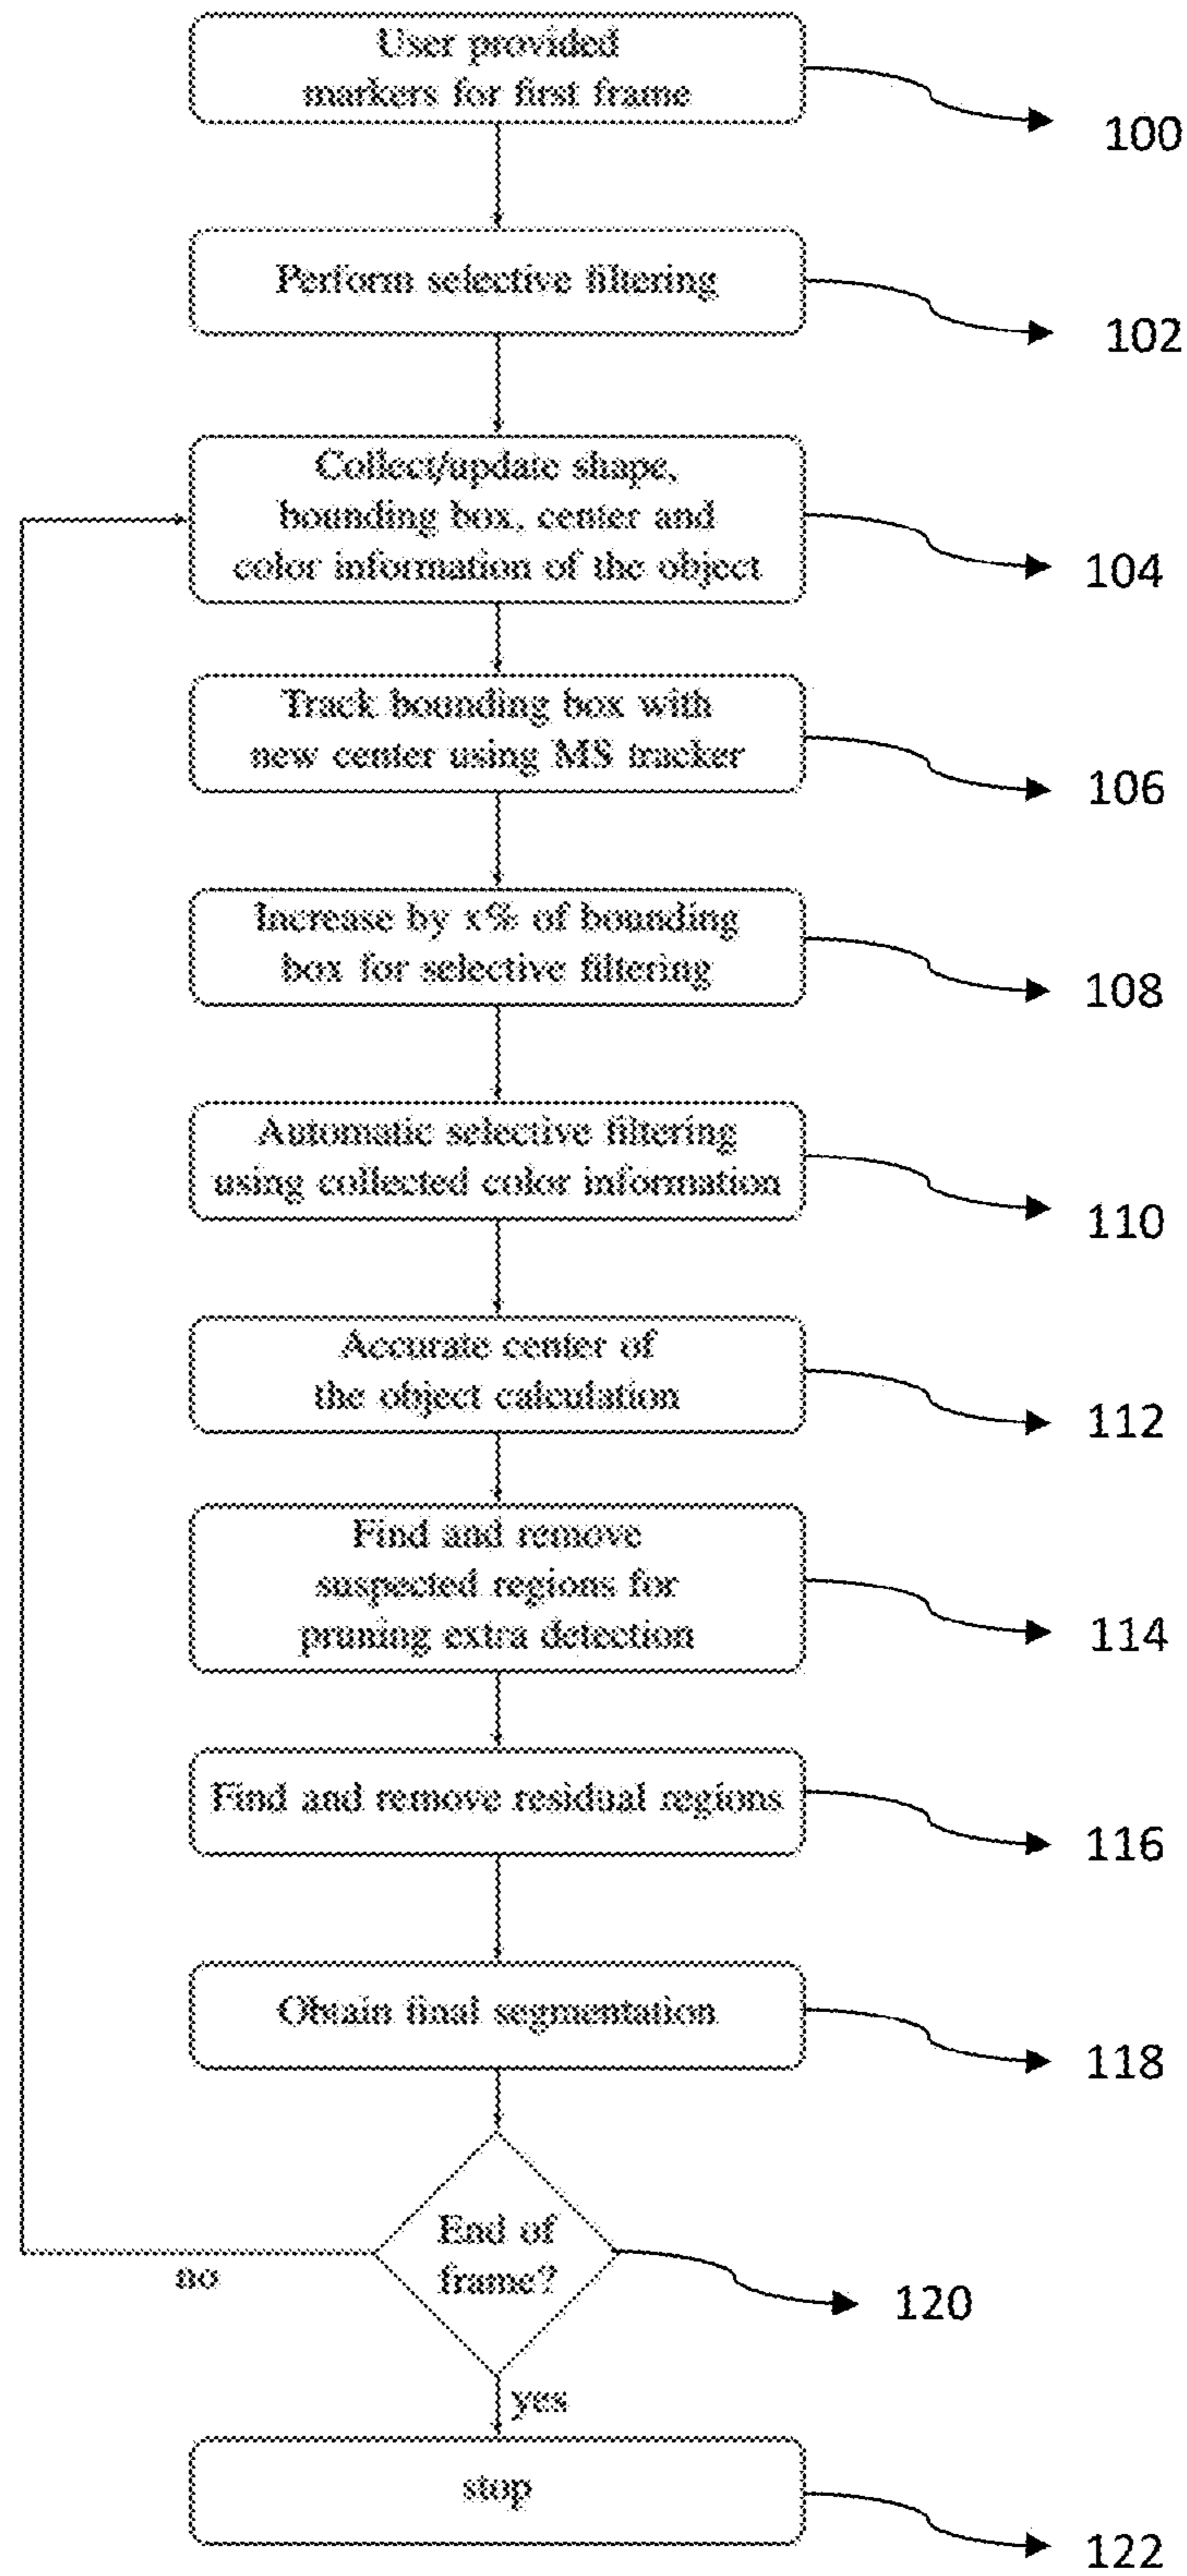 User provided
markers for first frame
100
Perform selective filtering
102
Collect/update shape,
bounding box, center and
color information of the object
104
Track bounding box with
new center using MS tracker
106
Increase by x% of bounding
box for selective filtering
108
Automatic selective filtering
using collected color information
110
Accurate center of
the object calculation
112
Find and remove
suspected regions for
pruning extra detection
114
Find and remove residual regions
116
Obtain final segmentation
118
End of
frame?
no
120
yes
stop
122